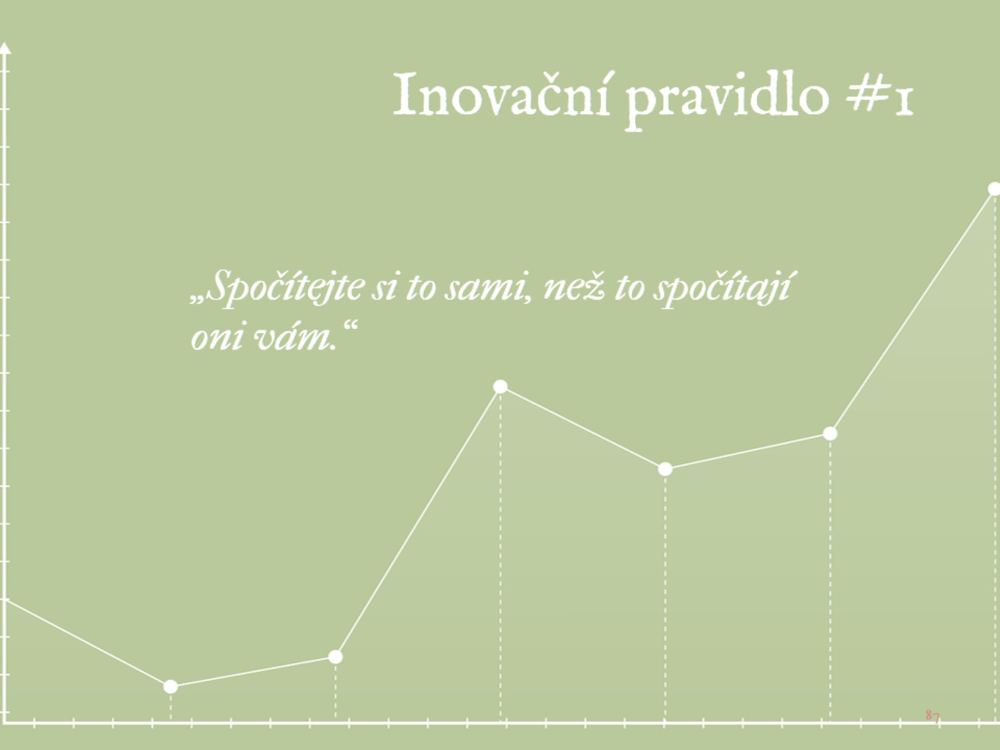 Inovační pravidlo #1
„Spočítejte si to sami, než to spočítají
oni vám.“
87